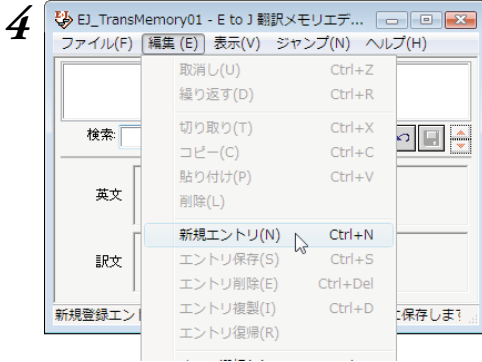 4
EJ_TransMemory01 - E to J 翻訳メモリエデ...
ファイル(F) 編集(E) 表示(V) ジャンプ(N) ヘルプ(H)
取消し(U) Ctrl+Z
繰り返す(D) Ctrl+R
切り取り(T) Ctrl+X
検索:
コピー(C) Ctrl+C
貼り付け(P) Ctrl+V
英文
削除(L)
新規エントリ(N) Ctrl+N
訳文
エントリ保存(S) Ctrl+S
エントリ削除(E) Ctrl+Del
エントリ複製(I) Ctrl+D
新規登録エン
に保存しま
エントリ復帰(R)